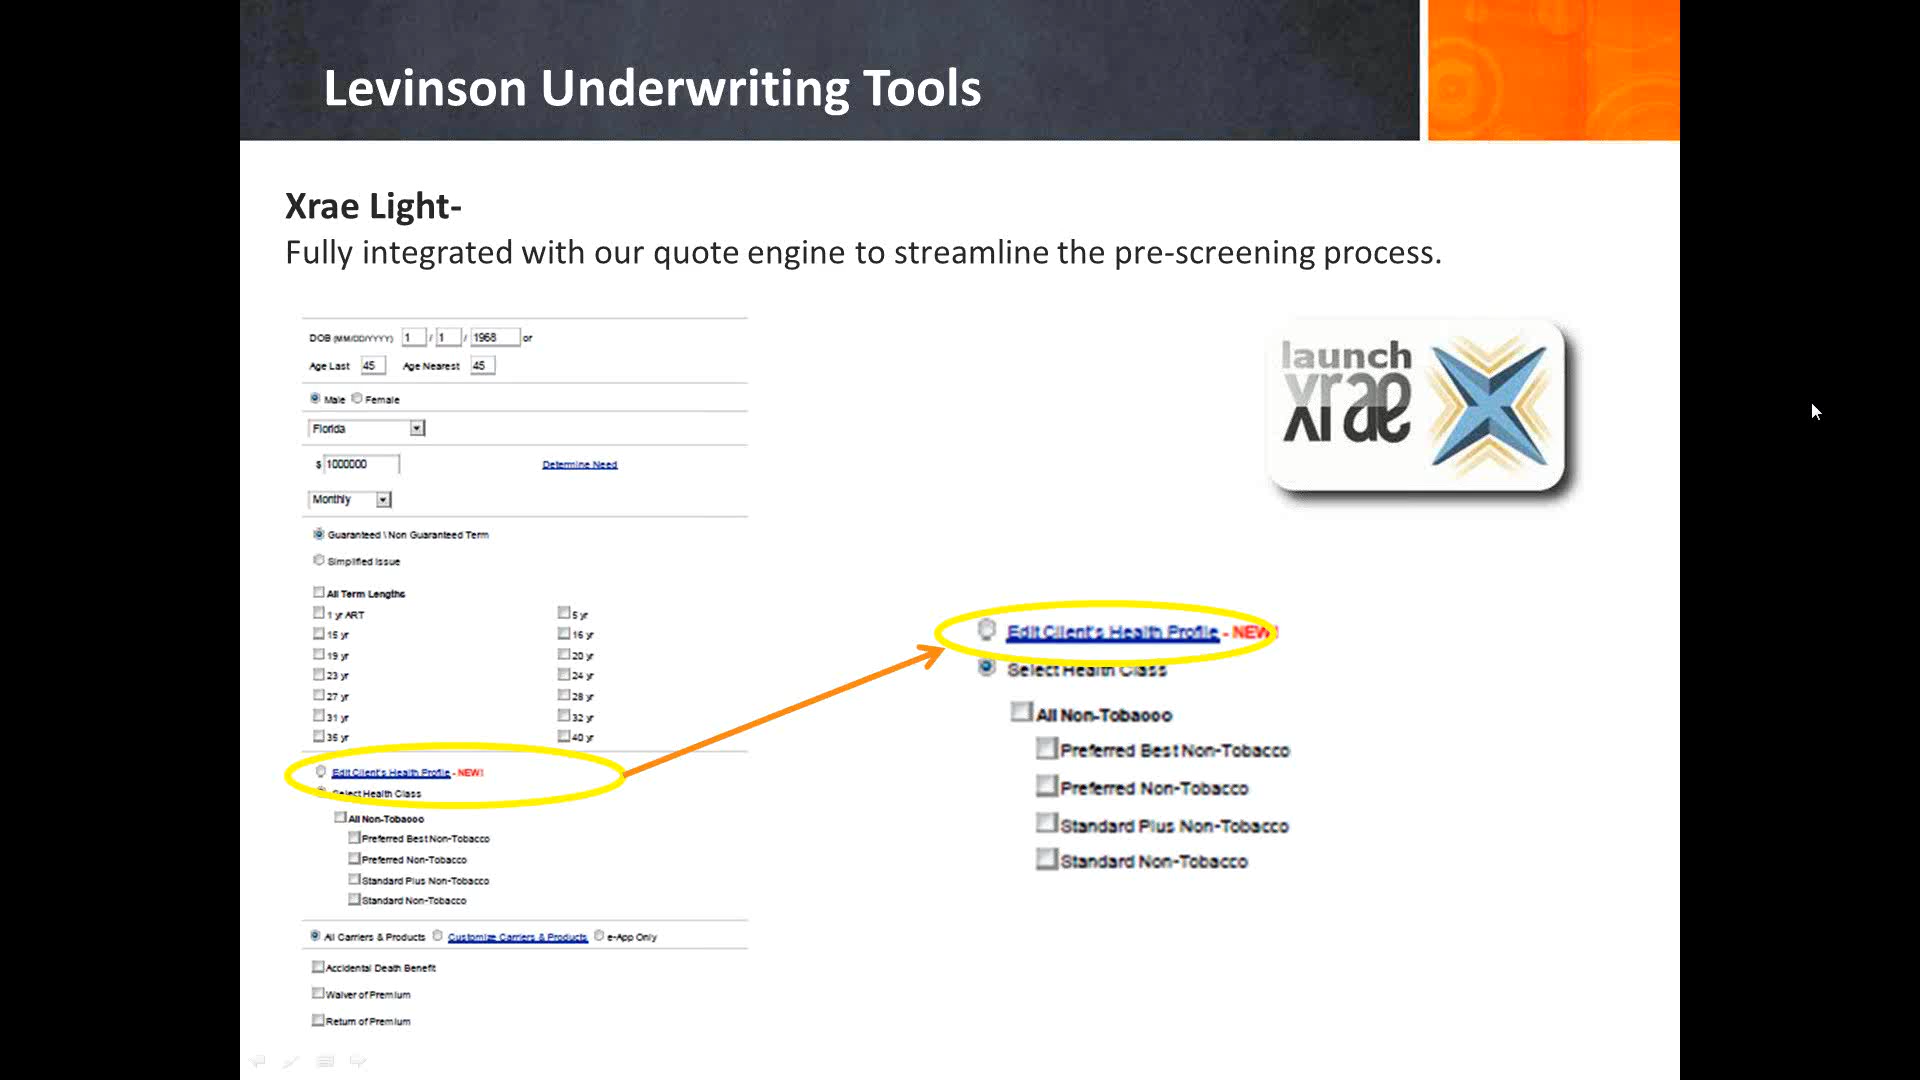 Levinson Underwriting Tools
Xrae Light-
Fully integrated with our quote engine to streamline the pre-screening process.
DOB (MM/DD/YYYY) 1 / 1 / 1968 or
Age Last 45 Age Nearest 45
Male Female
Florida
$ 1000000 Determine Need
Monthly
Guaranteed \ Non Guaranteed Term
Simplified Issue
All Term Lengths
1 yr ART 5 yr
15 yr 16 yr
19 yr 20 yr
23 yr 24 yr
27 yr 28 yr
31 yr 32 yr
35 yr 40 yr
Edit Client's Health Profile - NEW!
Select Health Class
All Non-Tobacco
Preferred Best Non-Tobacco
Preferred Non-Tobacco
Standard Plus Non-Tobacco
Standard Non-Tobacco
All Carriers & Products Customize Carriers & Products e-App Only
Accidental Death Benefit
Waiver of Premium
Return of Premium
launch
xrae
Edit Client's Health Profile - NEW!
Select Health Class
All Non-Tobacco
Preferred Best Non-Tobacco
Preferred Non-Tobacco
Standard Plus Non-Tobacco
Standard Non-Tobacco